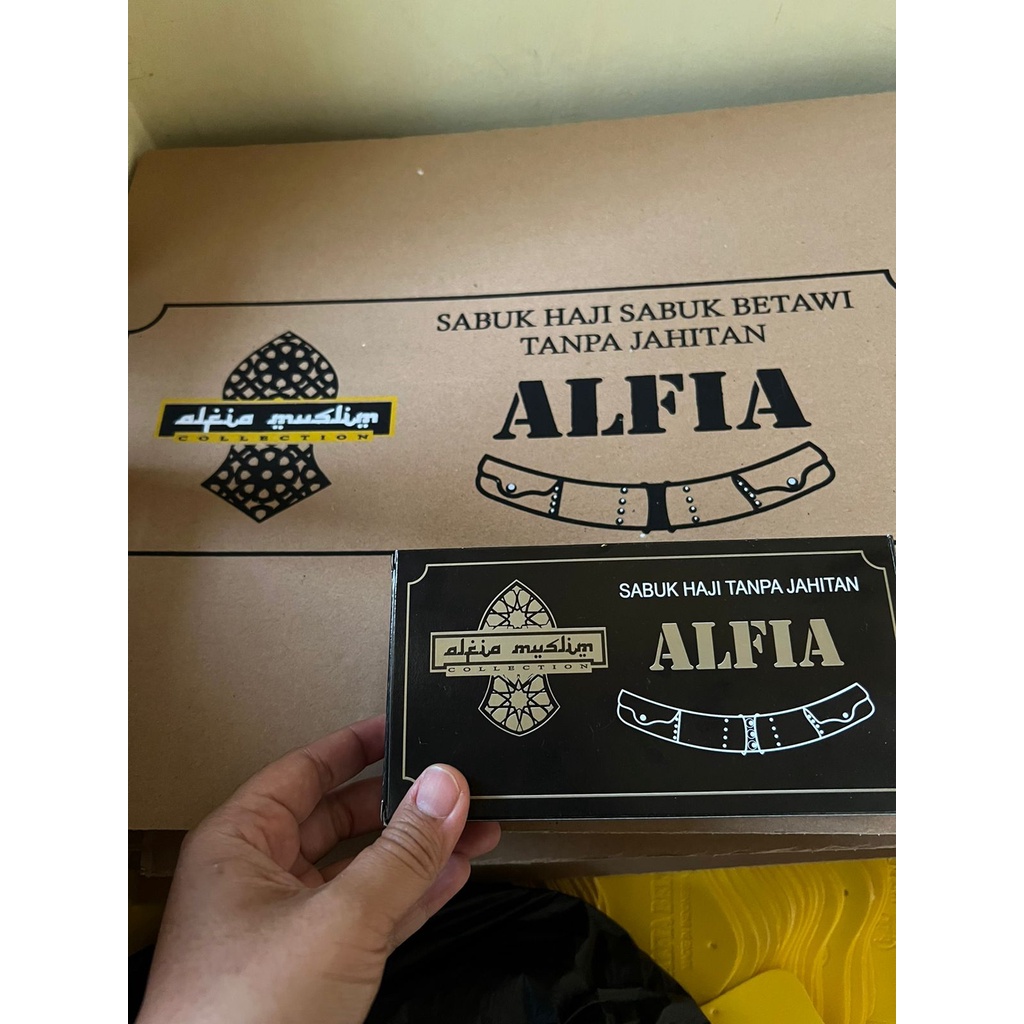 SABUK HAJI SABUK BETAWI
TANPA JAHITAN
ALFIA
alfia muslim
COLLECTION
SABUK HAJI TANPA JAHITAN
ALFIA
alfia muslim
COLLECTION